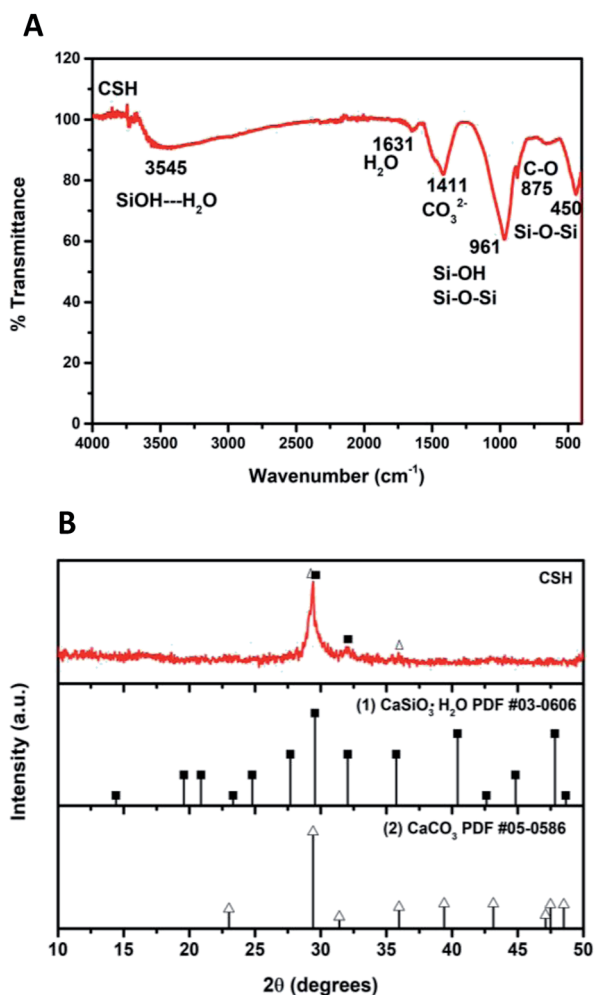 A
CSH
3545
SiOH---H₂O
1631
H₂O
1411
CO₃²⁻
961
Si-OH
Si-O-Si
C-O
875
450
Si-O-Si
% Transmittance
120
100
80
60
40
20
0
4000 3500 3000 2500 2000 1500 1000 500
Wavenumber (cm⁻¹)
B
CSH
(1) CaSiO₃·H₂O PDF #03-0606
(2) CaCO₃ PDF #05-0586
Intensity (a.u.)
10 15 20 25 30 35 40 45 50
2θ (degrees)